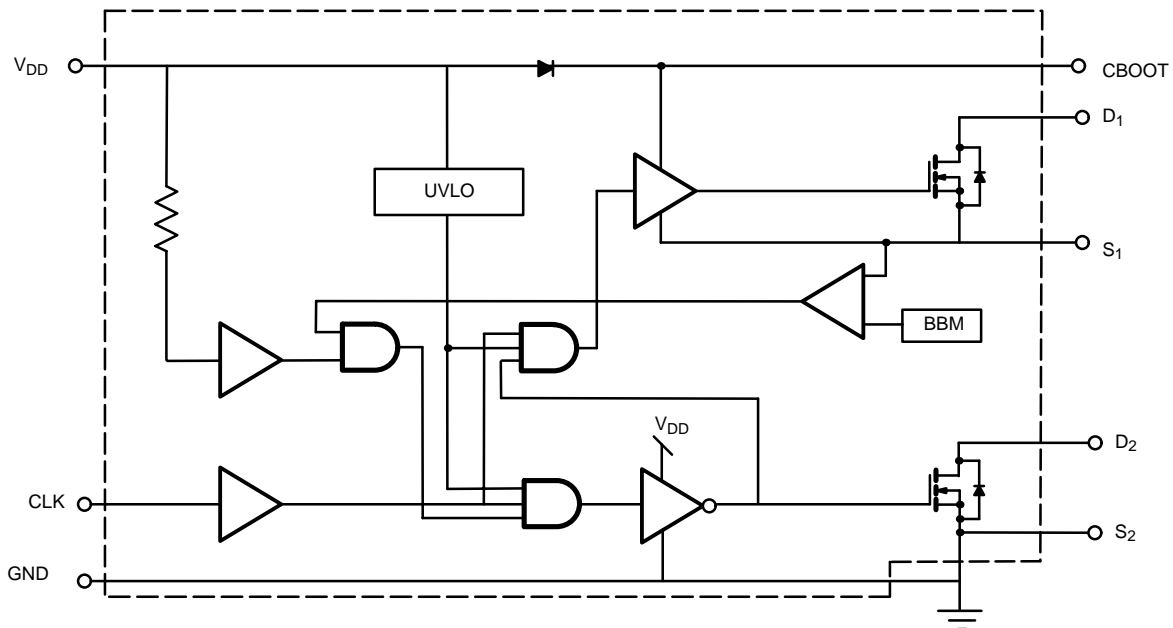 V_DD
CBOOT
D_1
UVLO
S_1
BBM
V_DD
D_2
CLK
S_2
GND